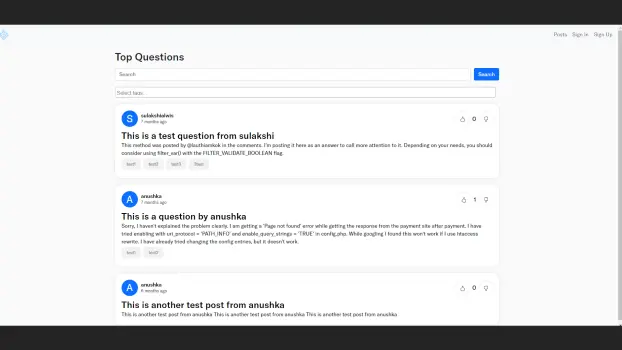 Posts Sign In Sign Up
Top Questions
Search Search
Select tags..
S sulakshialwis
7 months ago
0
This is a test question from sulakshi
This method was posted by @lauthiamkok in the comments. I'm posting it here as an answer to call more attention to it. Depending on your needs, you
should consider using filter_var() with the FILTER_VALIDATE_BOOLEAN flag.
test1 test2 test3
A anushka
7 months ago
1
This is a question by anushka
Sorry, I haven't explained the problem clearly. I am getting a 'Page not found' error while getting the response from the payment site after payment. I have
tried enabling with uri_protocol = 'PATH_INFO' and enable_query_strings = 'TRUE' in config.php. While googling I found this won't work if I use htaccess
rewrite. I have already tried changing the config entries, but it doesn't work.
A anushka
6 months ago
0
This is another test post from anushka
This is another test post from anushka This is another test post from anushka This is another test post from anushka